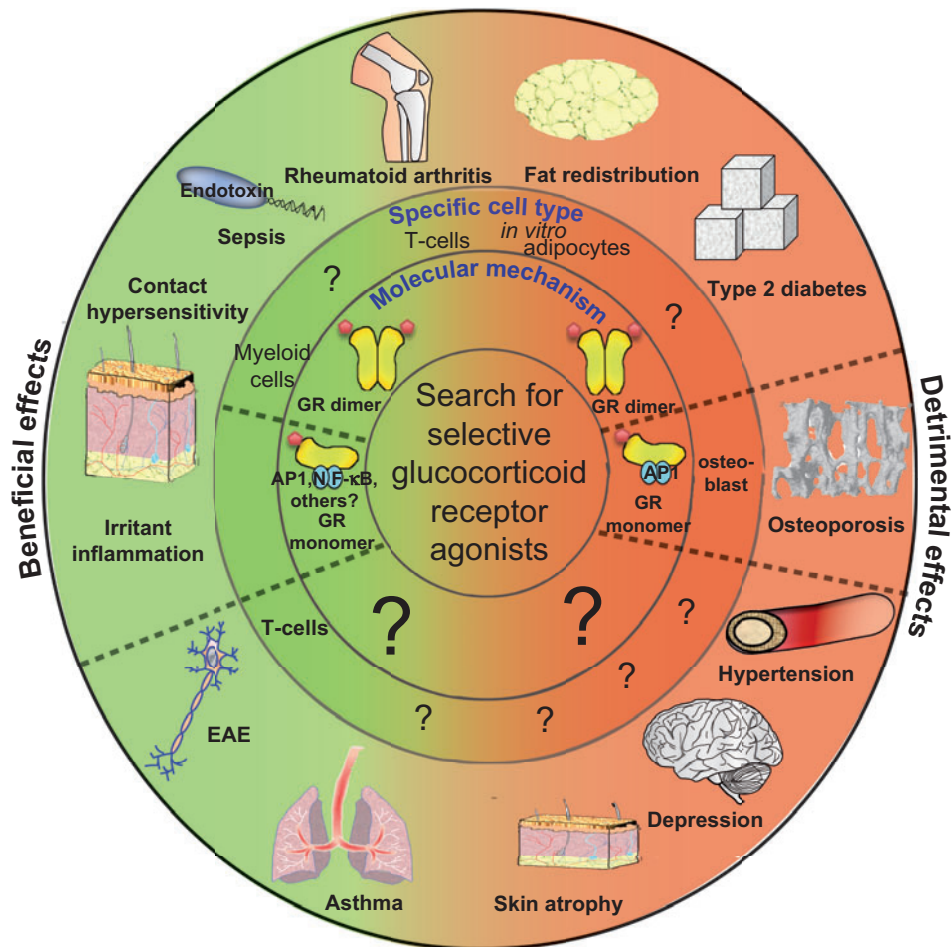 Beneficial effects
Detrimental effects
Rheumatoid arthritis
Fat redistribution
Endotoxin
Sepsis
Type 2 diabetes
Contact
hypersensitivity
Irritant
inflammation
Osteoporosis
EAE
Hypertension
Asthma
Depression
Skin atrophy
Specific cell type
T-cells
in vitro
adipocytes
?
?
Myeloid
cells
osteo-
blast
T-cells
?
?
?
?
Molecular mechanism
GR dimer
GR dimer
AP1,NF-κB,
others?
GR
monomer
AP1
GR
monomer
?
?
Search for
selective
glucocorticoid
receptor
agonists